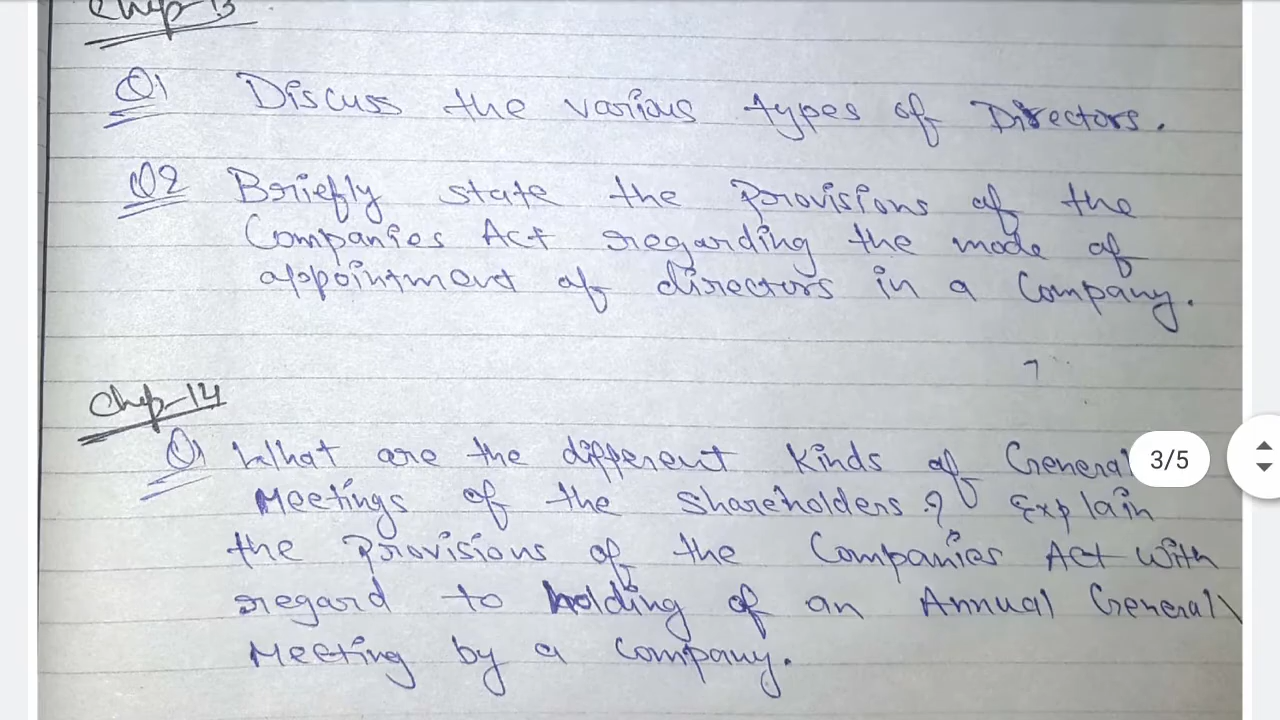 Chep-13
Q1 Discuss the various types of Directors.
Q2 Briefly state the Provisions of the
Companies Act regarding the mode of
appointment of directors in a Company.
Chep-14
Q1 What are the different Kinds of General
Meetings of the Shareholders? Explain
the Provisions of the Companies Act with
regard to holding of an Annual General
Meeting by a Company.
3/5